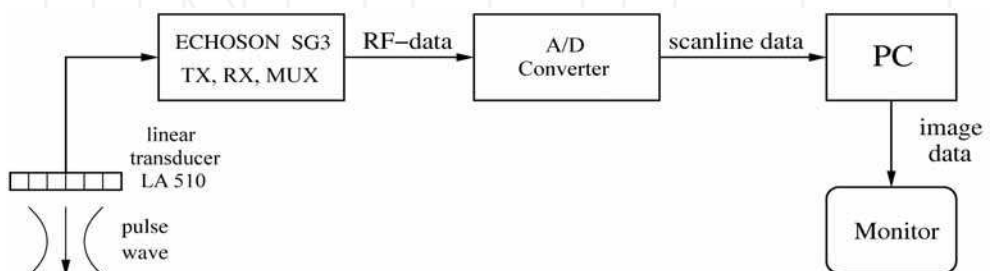 ECHOSON SG3
TX, RX, MUX
RF-data
A/D
Converter
scanline data
PC
linear
transducer
LA 510
image
data
pulse
wave
Monitor